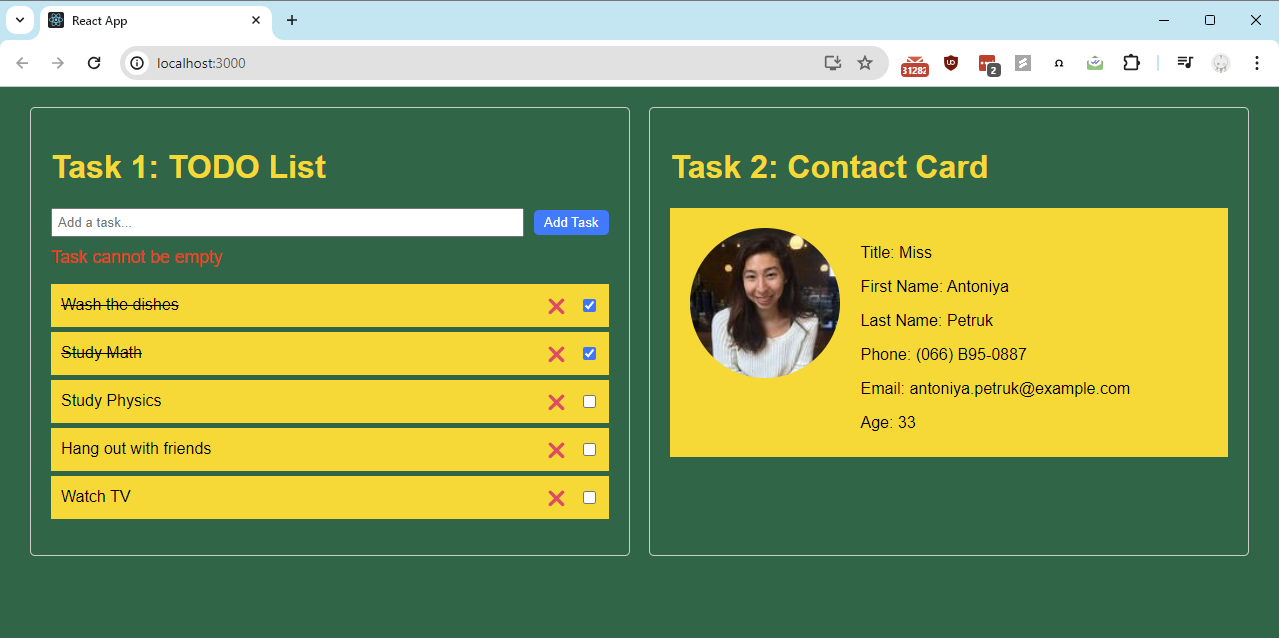 React App
localhost:3000
31282
2
Task 1: TODO List
Add a task...
Add Task
Task cannot be empty
Wash the dishes
Study Math
Study Physics
Hang out with friends
Watch TV
Task 2: Contact Card
Title: Miss
First Name: Antoniya
Last Name: Petruk
Phone: (066) B95-0887
Email: antoniya.petruk@example.com
Age: 33